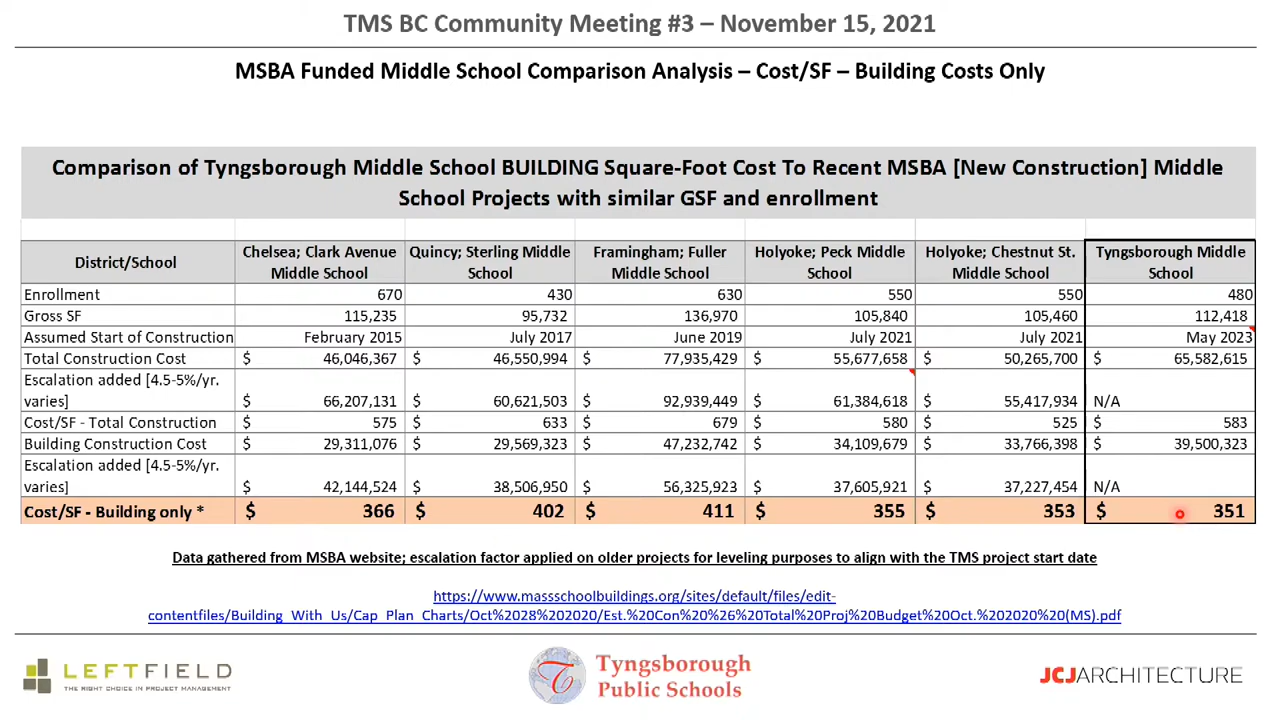 TMS BC Community Meeting #3 – November 15, 2021
MSBA Funded Middle School Comparison Analysis – Cost/SF – Building Costs Only
Comparison of Tyngsborough Middle School BUILDING Square-Foot Cost To Recent MSBA [New Construction] Middle
School Projects with similar GSF and enrollment
District/School Chelsea; Clark Avenue Middle School Quincy; Sterling Middle School Framingham; Fuller Middle School Holyoke; Peck Middle School Holyoke; Chestnut St. Middle School Tyngsborough Middle School
Enrollment 670 430 630 550 550 480
Gross SF 115,235 95,732 136,970 105,840 105,460 112,418
Assumed Start of Construction February 2015 July 2017 June 2019 July 2021 July 2021 May 2023
Total Construction Cost $ 46,046,367 $ 46,550,994 $ 77,935,429 $ 55,677,658 $ 50,265,700 $ 65,582,615
Escalation added [4.5-5%/yr.
varies] $ 66,207,131 $ 60,621,503 $ 92,939,449 $ 61,384,618 $ 55,417,934 N/A
Cost/SF - Total Construction $ 575 $ 633 $ 679 $ 580 $ 525 $ 583
Building Construction Cost $ 29,311,076 $ 29,569,323 $ 47,232,742 $ 34,109,679 $ 33,766,398 $ 39,500,323
Escalation added [4.5-5%/yr.
varies] $ 42,144,524 $ 38,506,950 $ 56,325,923 $ 37,605,921 $ 37,227,454 N/A
Cost/SF - Building only * $ 366 $ 402 $ 411 $ 355 $ 353 $ 351
Data gathered from MSBA website; escalation factor applied on older projects for leveling purposes to align with the TMS project start date
https://www.massschoolbuildings.org/sites/default/files/edit-
contentfiles/Building_With_Us/Cap_Plan_Charts/Oct%2028%202020/Est.%20Con%20%26%20Total%20Proj%20Budget%20Oct.%202020%20(MS).pdf
LEFTFIELD
THE RIGHT CHOICE IN PROJECT MANAGEMENT
Tyngsborough
Public Schools
JCJARCHITECTURE